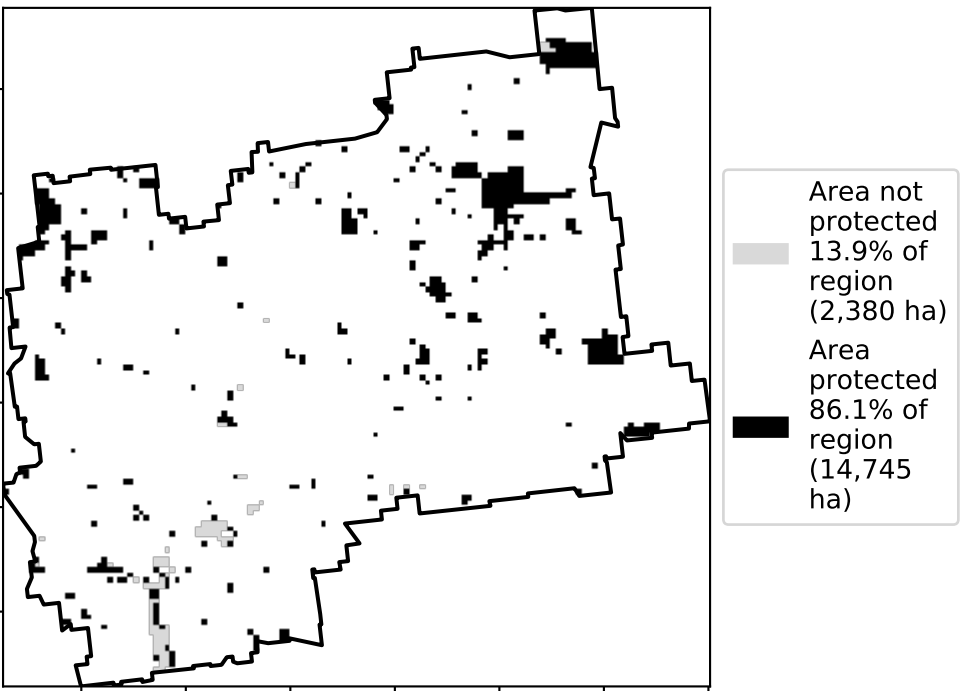 Area not
protected
13.9% of
region
(2,380 ha)
Area
protected
86.1% of
region
(14,745
ha)